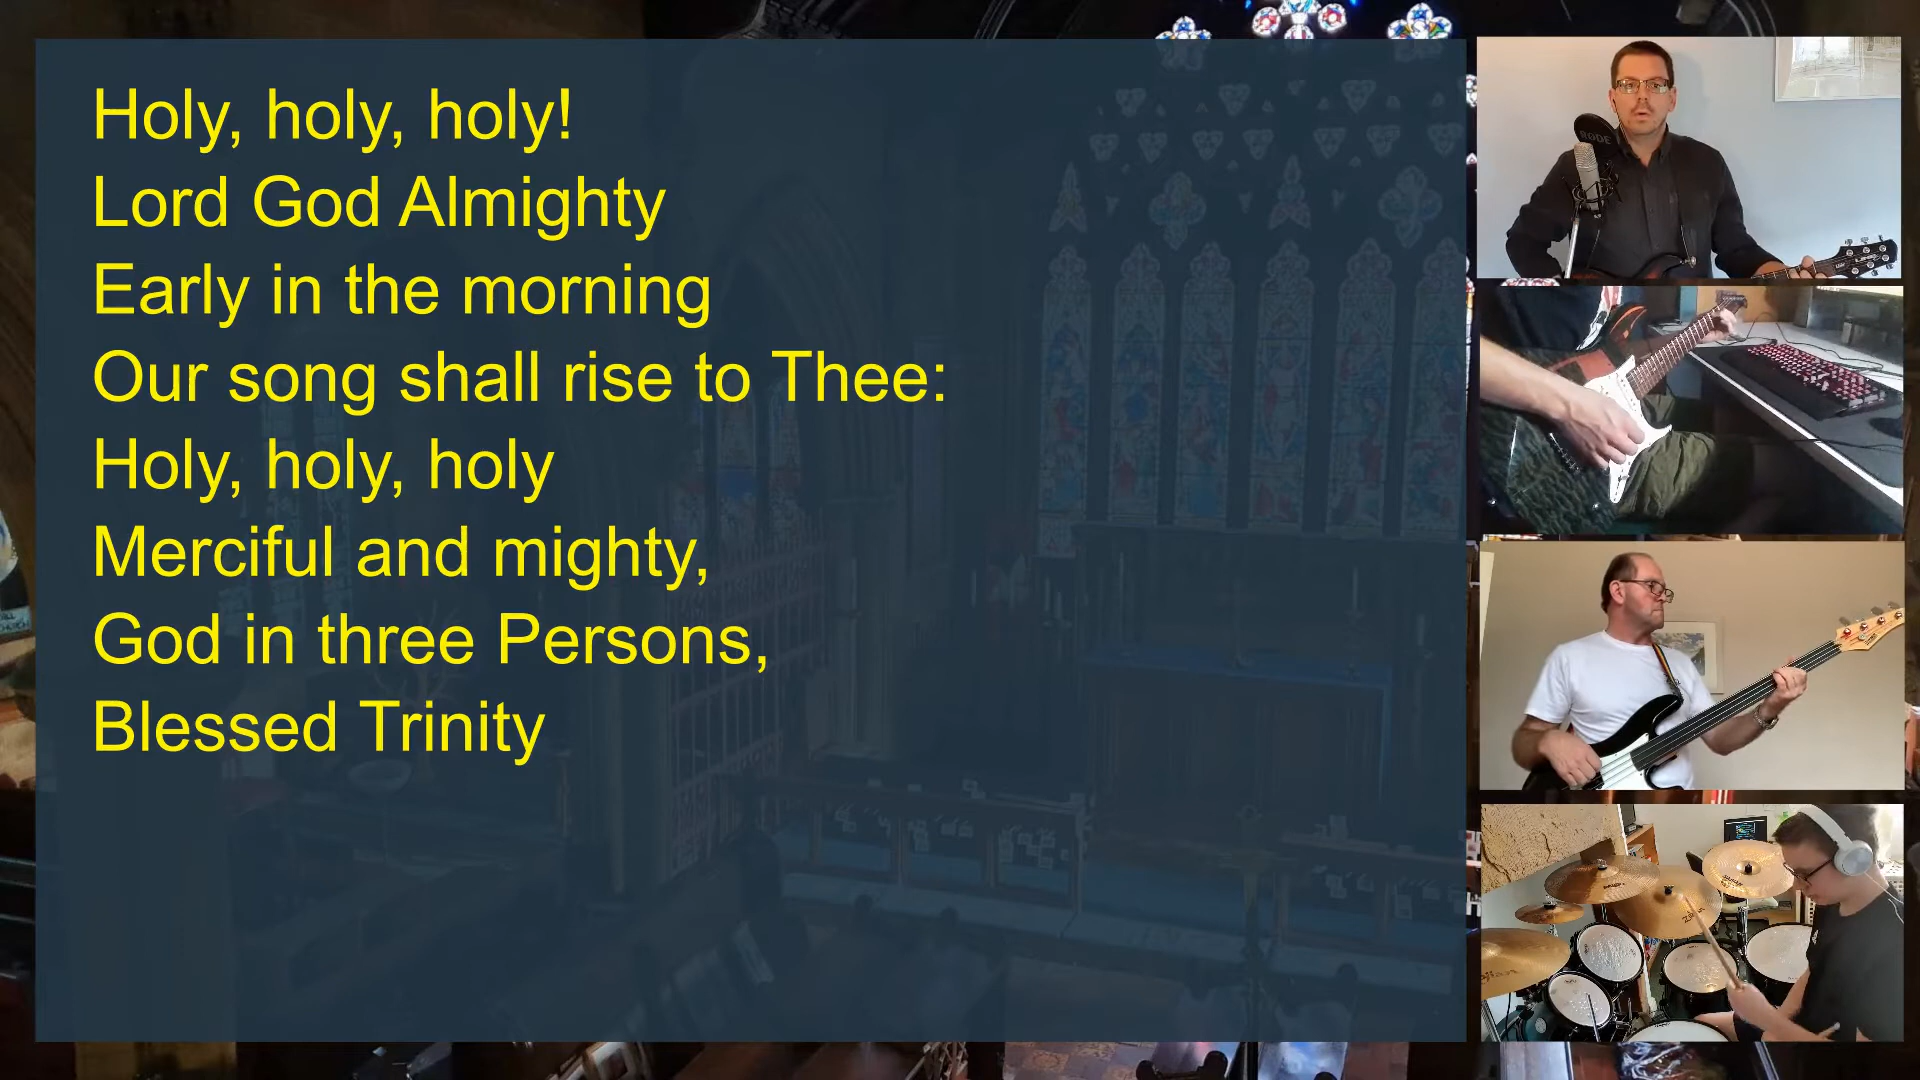 Holy, holy, holy!
Lord God Almighty
Early in the morning
Our song shall rise to Thee:
Holy, holy, holy
Merciful and mighty,
God in three Persons,
Blessed Trinity
RODE